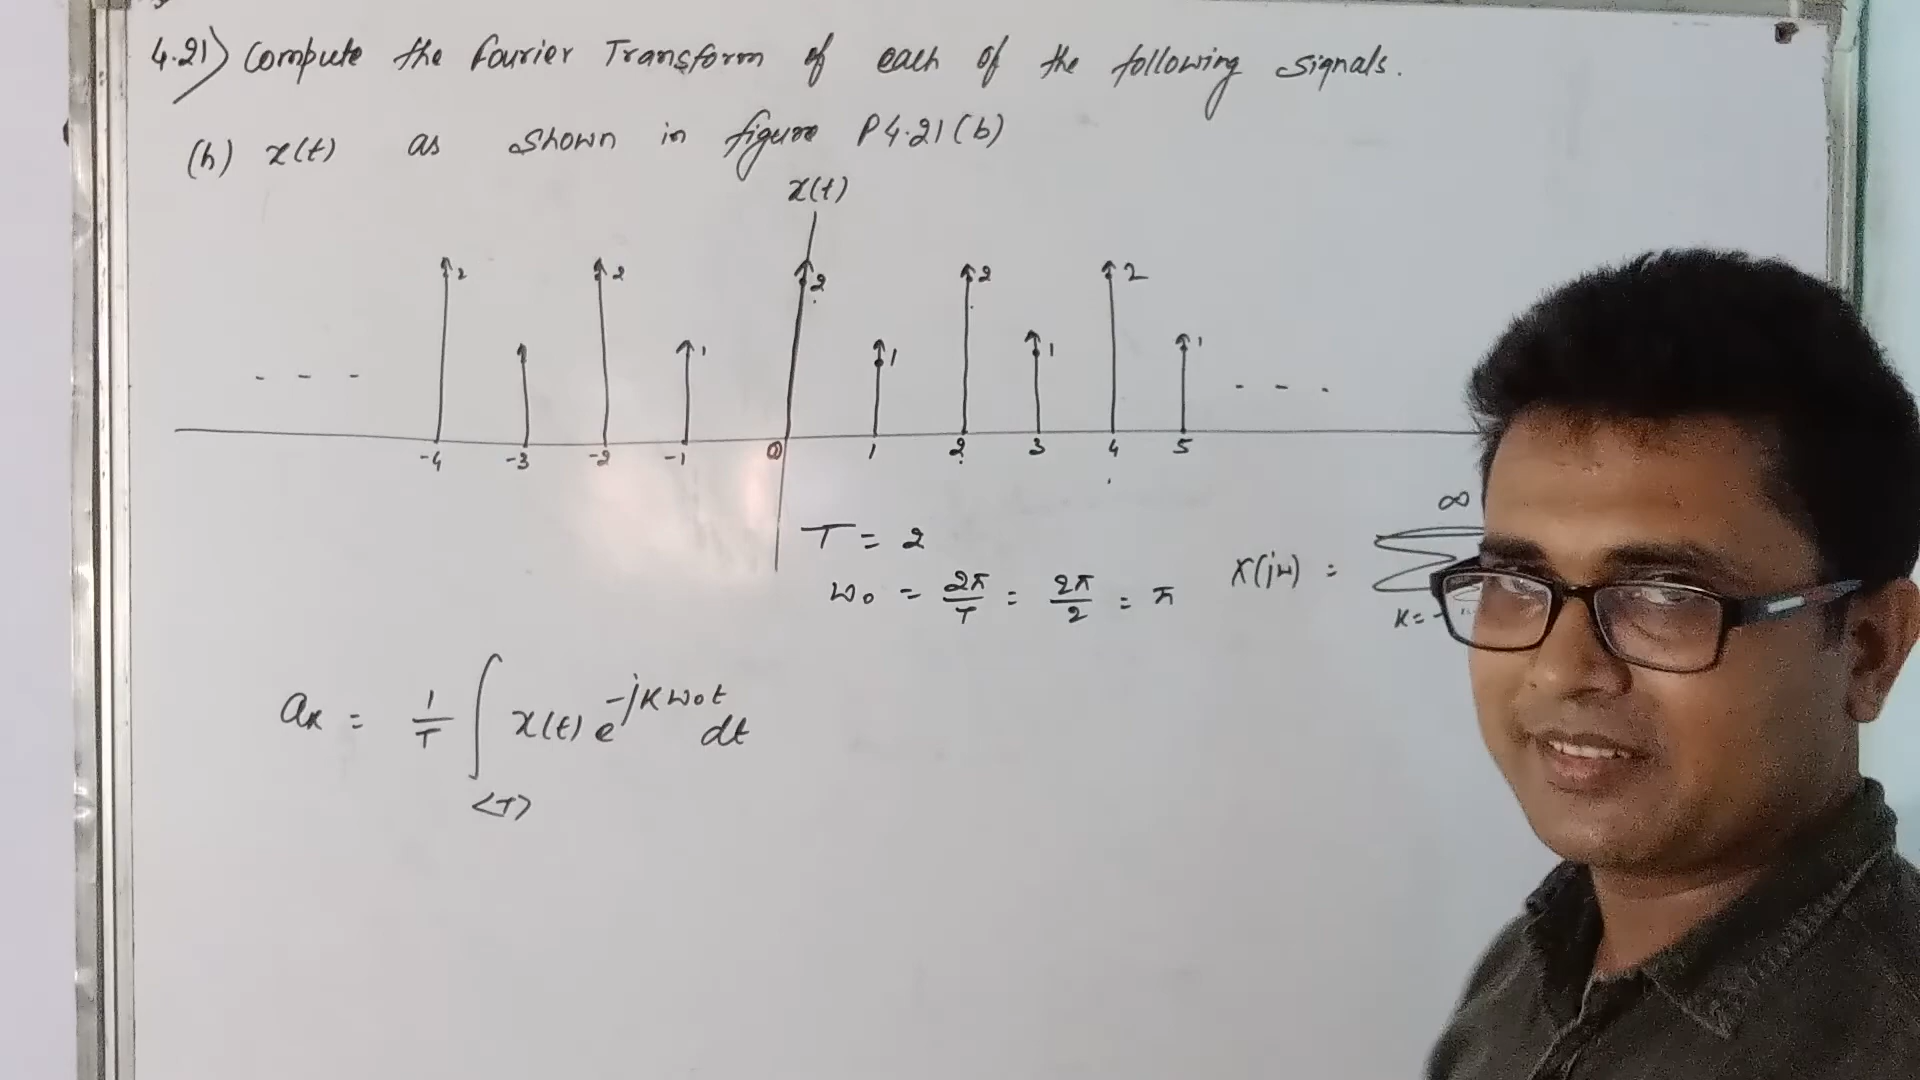 4.21) Compute the Fourier Transform of each of the following signals.
(h) x(t) as shown in figure P4.21(b)
x(t)
2 2 2 2 2
1 1 1 1
- - - - - -
-4 -3 -2 -1 0 1 2 3 4 5
T = 2
ω₀ = 2π/T = 2π/2 = π
X(jω) = ∞ Σ K = -
aₖ = 1/T ∫<T> x(t) e^-jKω₀t dt